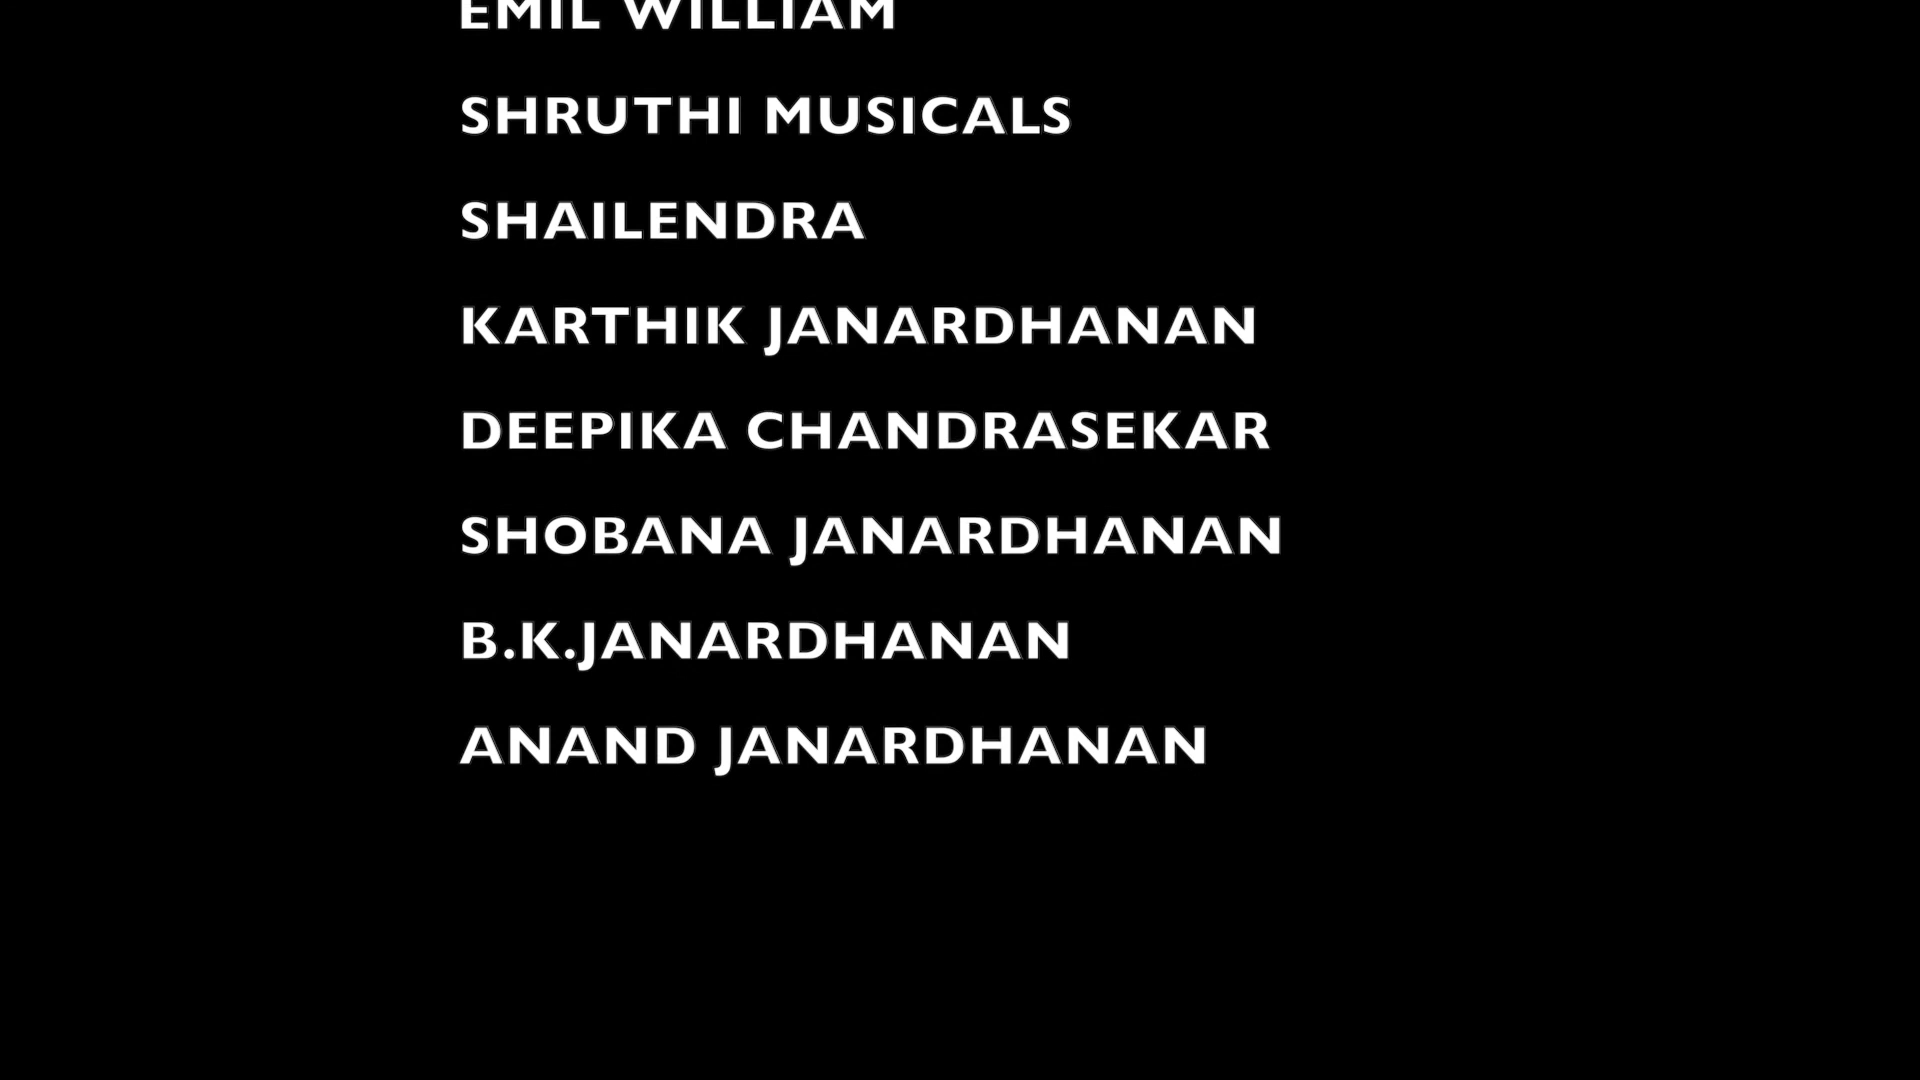 EMIL WILLIAM
SHRUTHI MUSICALS
SHAILENDRA
KARTHIK JANARDHANAN
DEEPIKA CHANDRASEKAR
SHOBANA JANARDHANAN
B.K.JANARDHANAN
ANAND JANARDHANAN